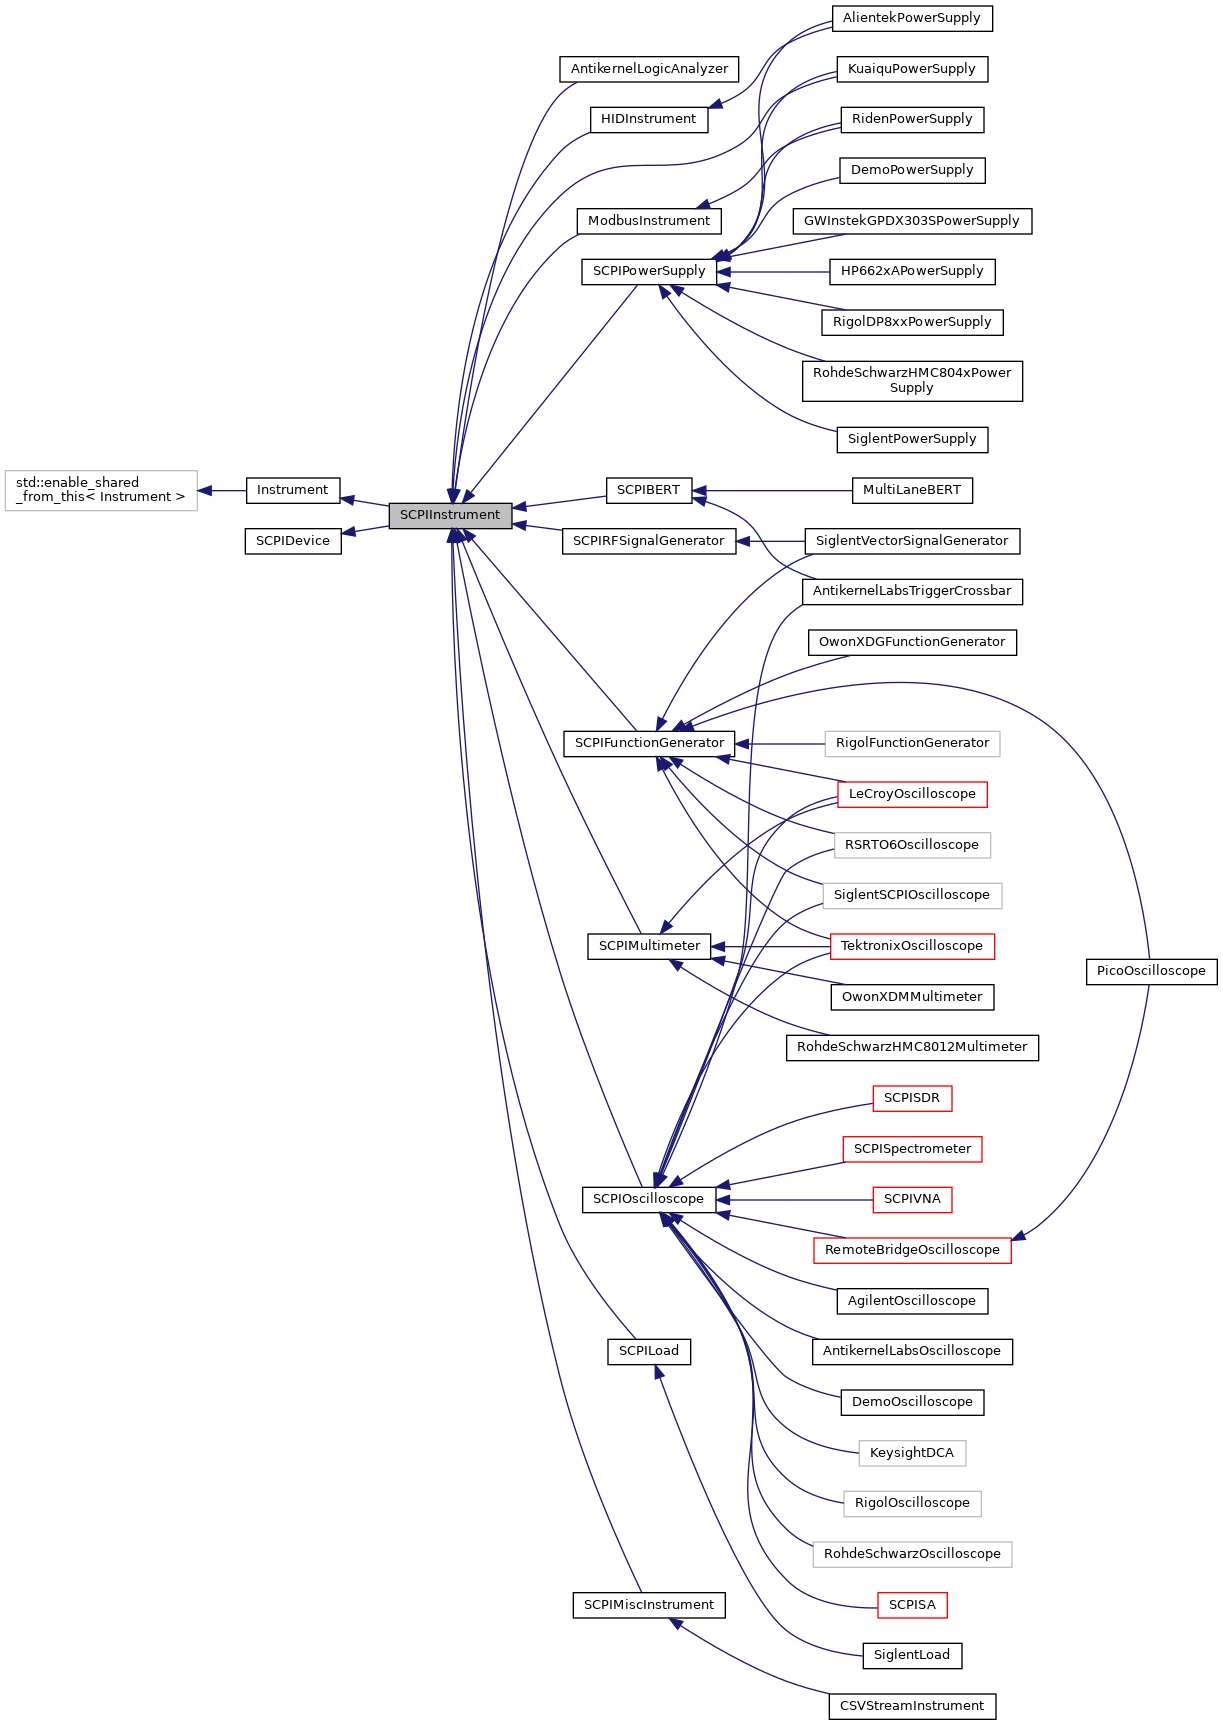 AlientekPowerSupply
AntikernelLogicAnalyzer
KuaiquPowerSupply
HIDInstrument
RidenPowerSupply
DemoPowerSupply
ModbusInstrument
GWInstekGPDX303SPowerSupply
SCPIPowerSupply
HP662xAPowerSupply
RigolDP8xxPowerSupply
RohdeSchwarzHMC804xPower
Supply
SiglentPowerSupply
std::enable_shared
_from_this< Instrument >
Instrument
SCPIBERT
MultiLaneBERT
SCPIInstrument
SCPIDevice
SCPIRFSignalGenerator
SiglentVectorSignalGenerator
AntikernelLabsTriggerCrossbar
OwonXDGFunctionGenerator
SCPIFunctionGenerator
RigolFunctionGenerator
LeCroyOscilloscope
RSRTO6Oscilloscope
SiglentSCPIOscilloscope
SCPIMultimeter
TektronixOscilloscope
PicoOscilloscope
OwonXDMMultimeter
RohdeSchwarzHMC8012Multimeter
SCPISDR
SCPISpectrometer
SCPIOscilloscope
SCPIVNA
RemoteBridgeOscilloscope
AgilentOscilloscope
SCPILoad
AntikernelLabsOscilloscope
DemoOscilloscope
KeysightDCA
RigolOscilloscope
RohdeSchwarzOscilloscope
SCPIMiscInstrument
SCPISA
SiglentLoad
CSVStreamInstrument